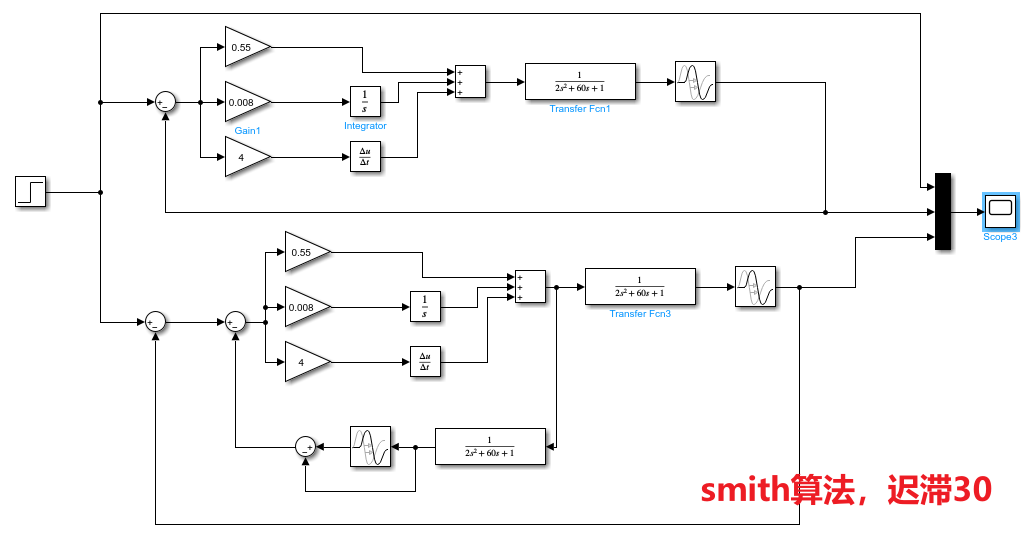 0.55
+
+
+
1
2s² + 60s + 1
Transfer Fcn1
0.008
Gain1
1
s
Integrator
4
Δu
Δt
+
−
Scope3
0.55
+
+
+
1
2s² + 60s + 1
Transfer Fcn3
0.008
1
s
4
Δu
Δt
+
−
+
−
1
2s² + 60s + 1
+
−
smith算法，迟滞30